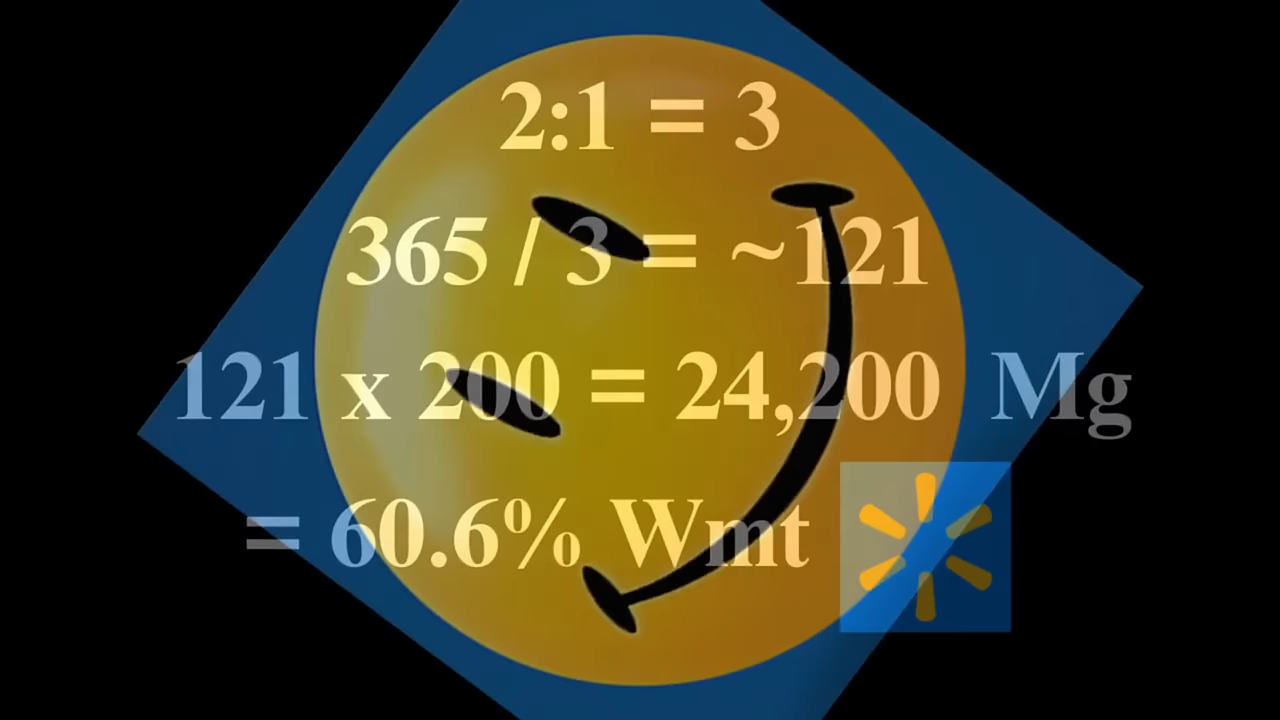 2:1 = 3
365 / 3 = ~121
121 x 200 = 24,200 Mg
= 60.6% Wmt